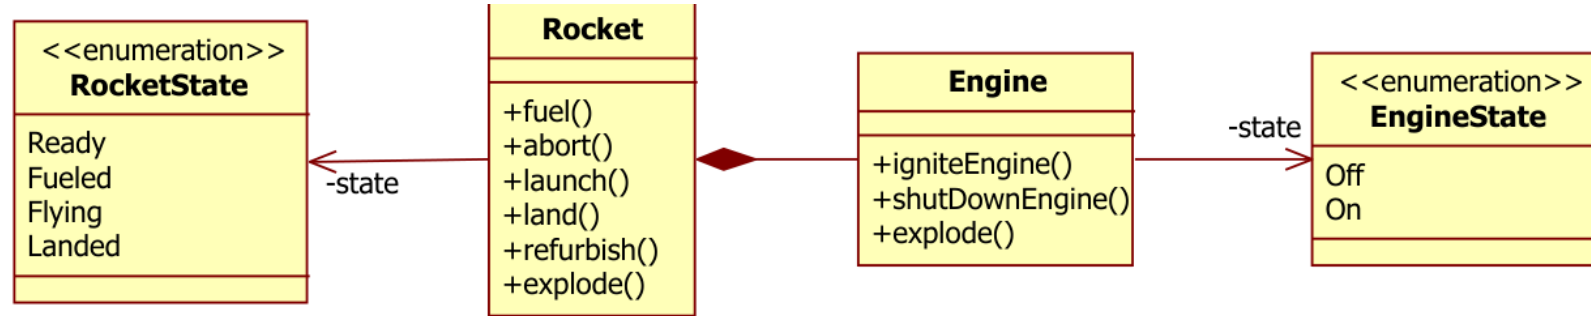 <<enumeration>>
RocketState
Ready
Fueled
Flying
Landed
-state
Rocket
+fuel()
+abort()
+launch()
+land()
+refurbish()
+explode()
Engine
+igniteEngine()
+shutDownEngine()
+explode()
-state
<<enumeration>>
EngineState
Off
On